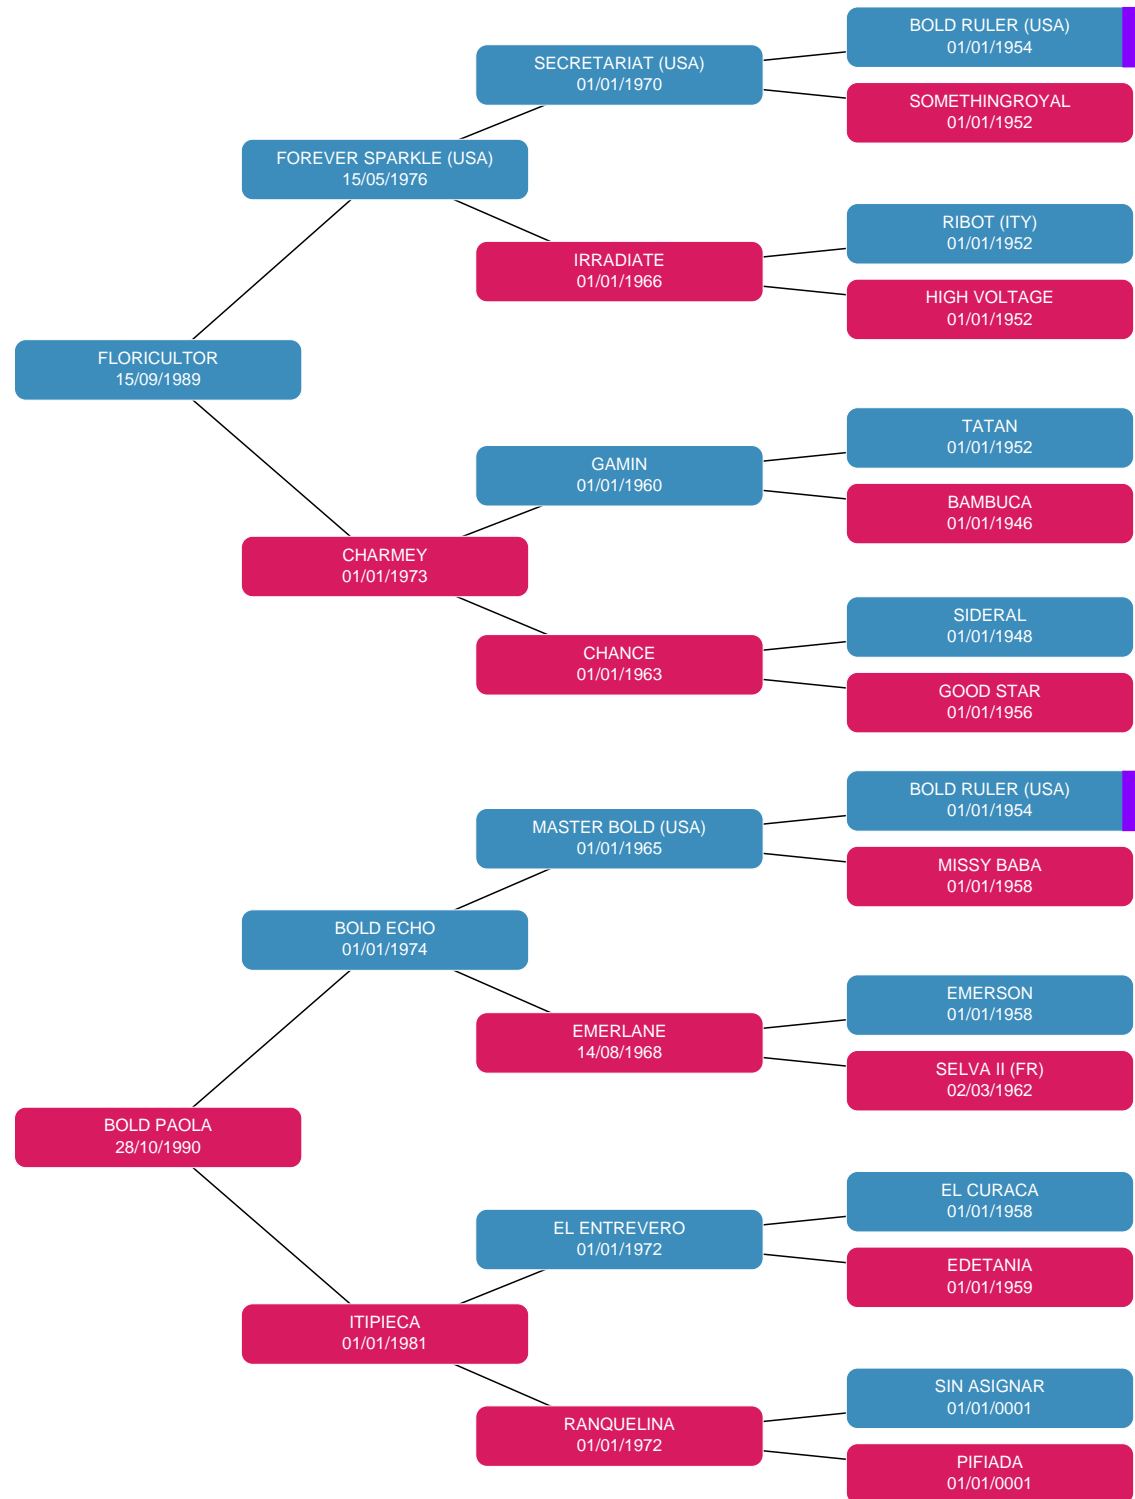 BOLD RULER (USA)
01/01/1954
SECRETARIAT (USA)
01/01/1970
SOMETHINGROYAL
01/01/1952
FOREVER SPARKLE (USA)
15/05/1976
RIBOT (ITY)
01/01/1952
IRRADIATE
01/01/1966
HIGH VOLTAGE
01/01/1952
FLORICULTOR
15/09/1989
TATAN
01/01/1952
GAMIN
01/01/1960
BAMBUCA
01/01/1946
CHARMEY
01/01/1973
SIDERAL
01/01/1948
CHANCE
01/01/1963
GOOD STAR
01/01/1956
BOLD RULER (USA)
01/01/1954
MASTER BOLD (USA)
01/01/1965
MISSY BABA
01/01/1958
BOLD ECHO
01/01/1974
EMERSON
01/01/1958
EMERLANE
14/08/1968
SELVA II (FR)
02/03/1962
BOLD PAOLA
28/10/1990
EL CURACA
01/01/1958
EL ENTREVERO
01/01/1972
EDETANIA
01/01/1959
ITIPIECA
01/01/1981
SIN ASIGNAR
01/01/0001
RANQUELINA
01/01/1972
PIFIADA
01/01/0001